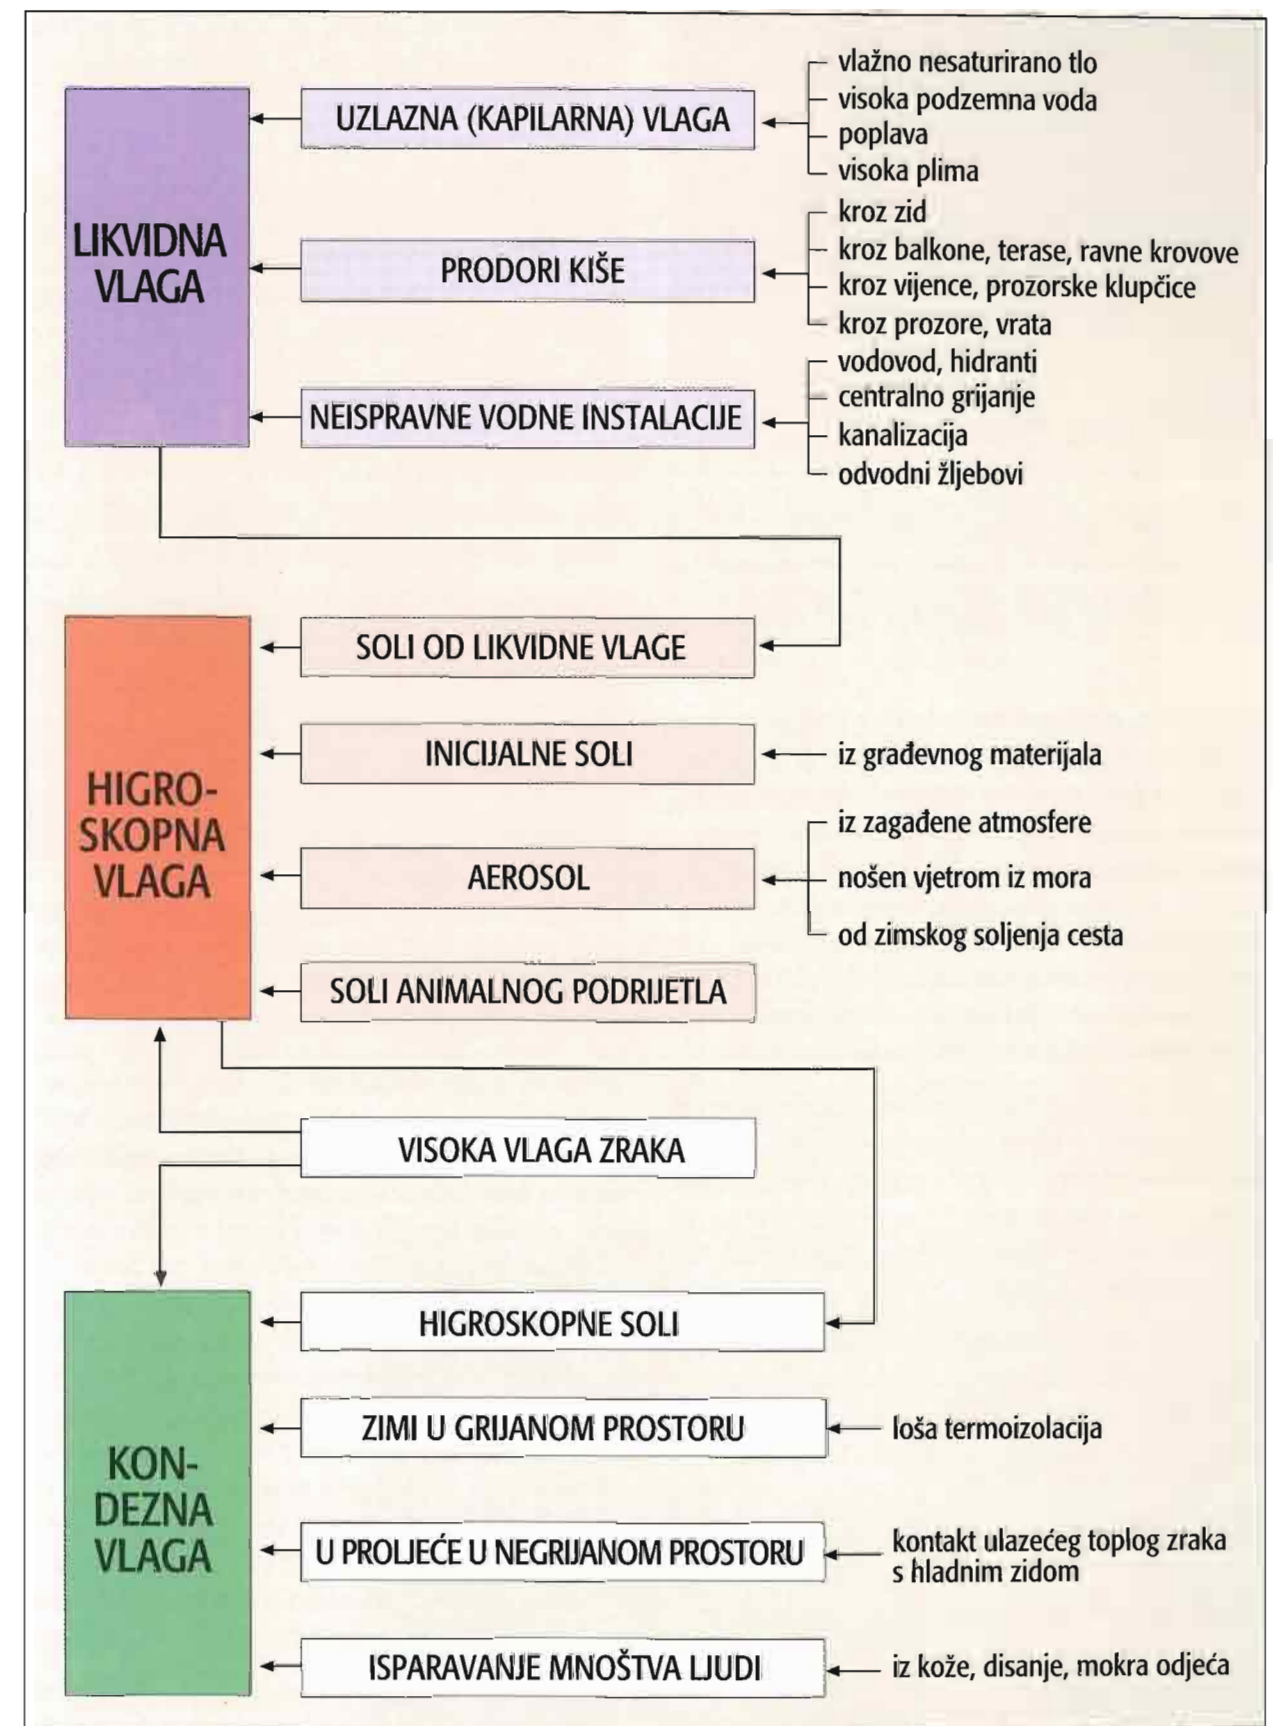 LIKVIDNA
VLAGA
UZLAZNA (KAPILARNA) VLAGA
vlažno nesaturirano tlo
visoka podzemna voda
poplava
visoka plima
PRODORI KIŠE
kroz zid
kroz balkone, terase, ravne krovove
kroz vijence, prozorske klupčice
kroz prozore, vrata
NEISPRAVNE VODNE INSTALACIJE
vodovod, hidranti
centralno grijanje
kanalizacija
odvodni žljebovi
HIGRO-
SKOPNA
VLAGA
SOLI OD LIKVIDNE VLAGE
INICIJALNE SOLI
iz građevnog materijala
AEROSOL
iz zagađene atmosfere
nošen vjetrom iz mora
od zimskog soljenja cesta
SOLI ANIMALNOG PODRIJETLA
VISOKA VLAGA ZRAKA
KON-
DEZNA
VLAGA
HIGROSKOPNE SOLI
ZIMI U GRIJANOM PROSTORU
loša termoizolacija
U PROLJEĆE U NEGRIJANOM PROSTORU
kontakt ulazećeg toplog zraka
s hladnim zidom
ISPARAVANJE MNOŠTVA LJUDI
iz kože, disanje, mokra odjeća